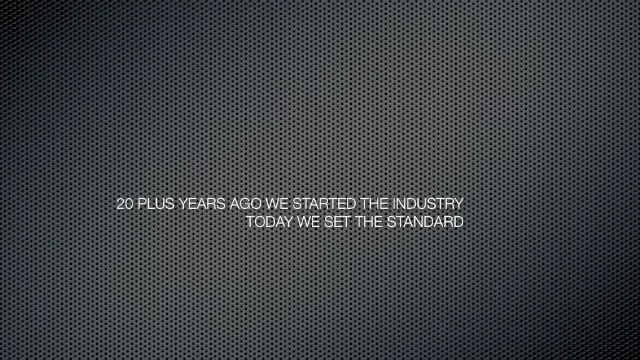 20 PLUS YEARS AGO WE STARTED THE INDUSTRY
TODAY WE SET THE STANDARD